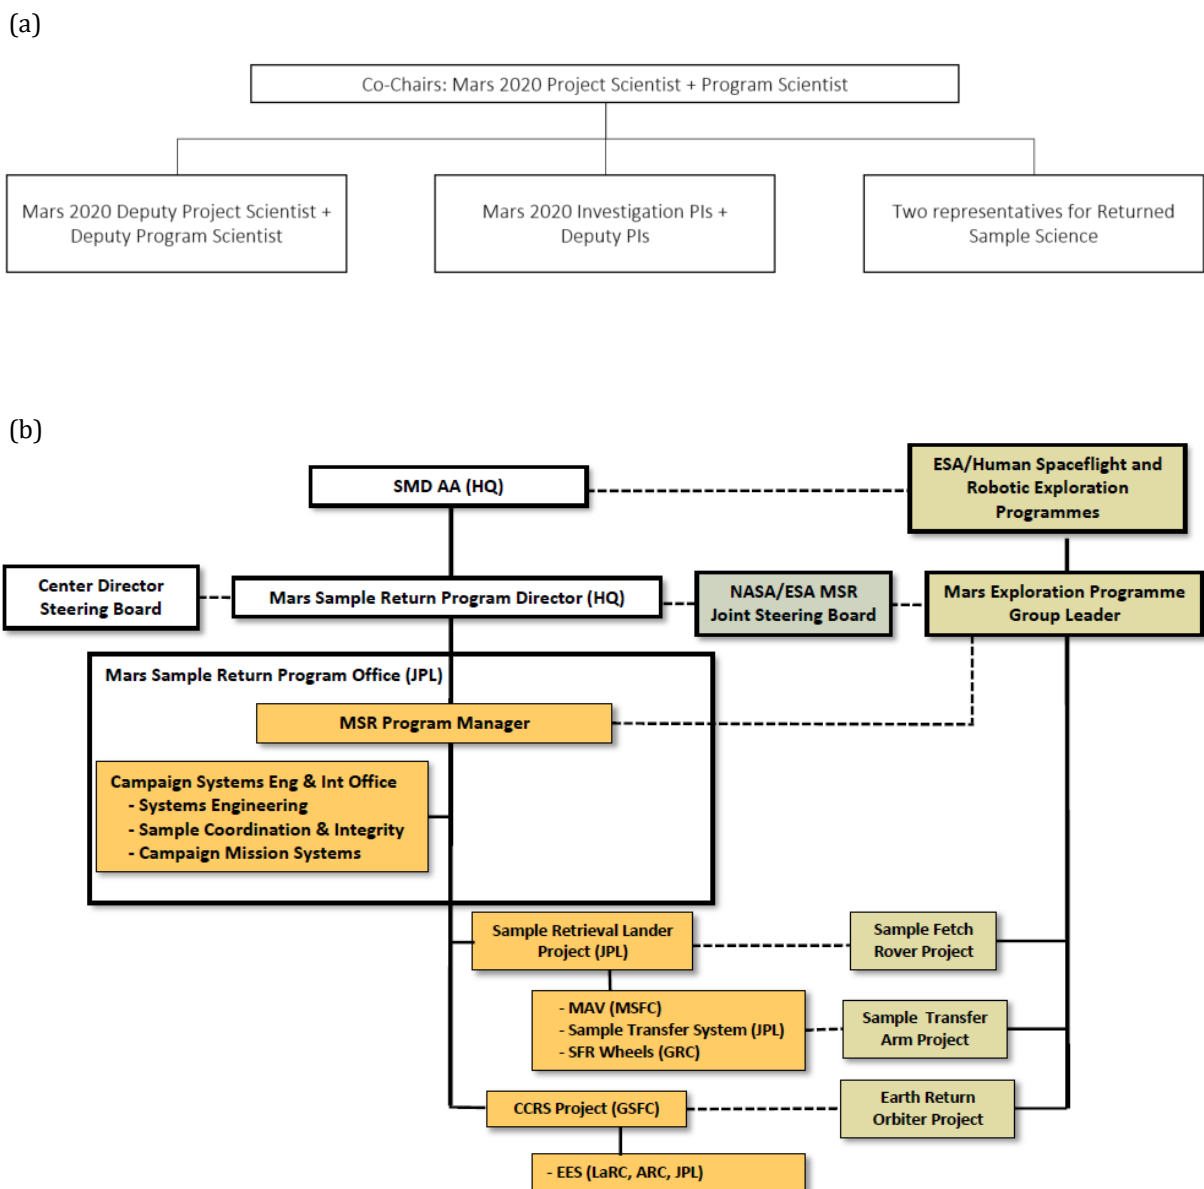 (a)
Co-Chairs: Mars 2020 Project Scientist + Program Scientist
Mars 2020 Deputy Project Scientist +
Deputy Program Scientist
Mars 2020 Investigation PIs +
Deputy PIs
Two representatives for Returned
Sample Science
(b)
SMD AA (HQ)
ESA/Human Spaceflight and
Robotic Exploration
Programmes
Center Director
Steering Board
Mars Sample Return Program Director (HQ)
NASA/ESA MSR
Joint Steering Board
Mars Exploration Programme
Group Leader
Mars Sample Return Program Office (JPL)
MSR Program Manager
Campaign Systems Eng & Int Office
- Systems Engineering
- Sample Coordination & Integrity
- Campaign Mission Systems
Sample Retrieval Lander
Project (JPL)
Sample Fetch
Rover Project
- MAV (MSFC)
- Sample Transfer System (JPL)
- SFR Wheels (GRC)
Sample Transfer
Arm Project
CCRS Project (GSFC)
Earth Return
Orbiter Project
- EES (LaRC, ARC, JPL)